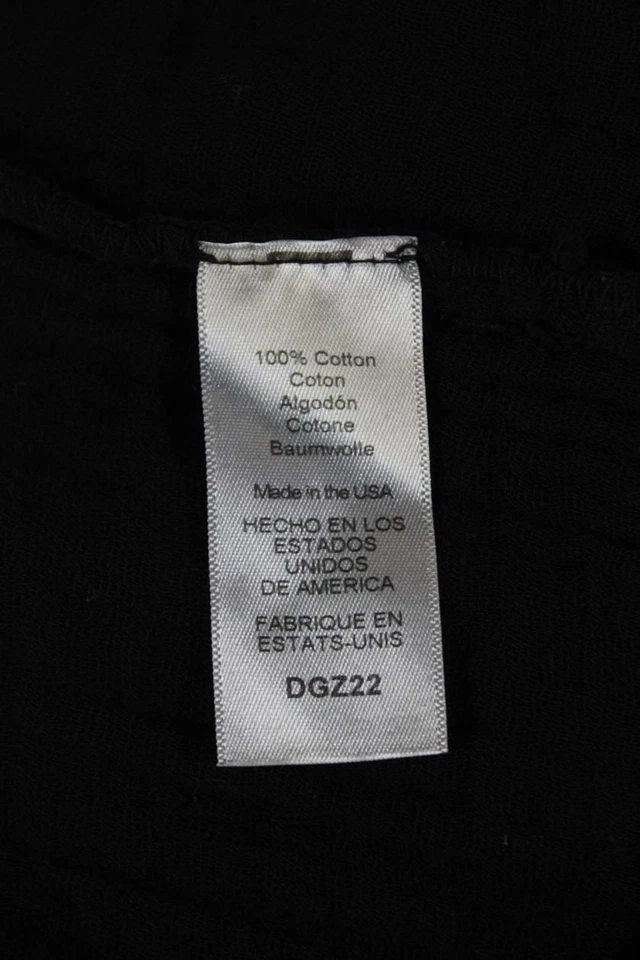 100% Cotton
Coton
Algodón
Cotone
Baumwolle
Made in the USA
HECHO EN LOS
ESTADOS
UNIDOS
DE AMERICA
FABRIQUE EN
ESTATS-UNIS
DGZ22